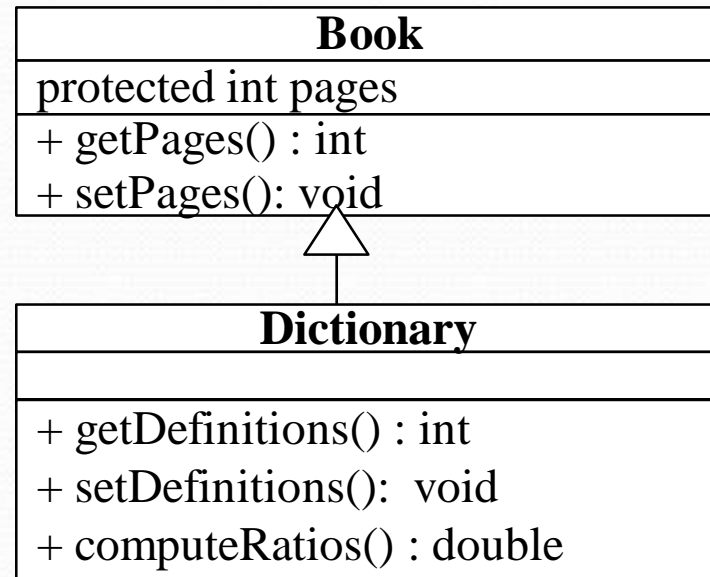 Book
protected int pages
+ getPages() : int
+ setPages(): void
Dictionary
+ getDefinitions() : int
+ setDefinitions(): void
+ computeRatios() : double